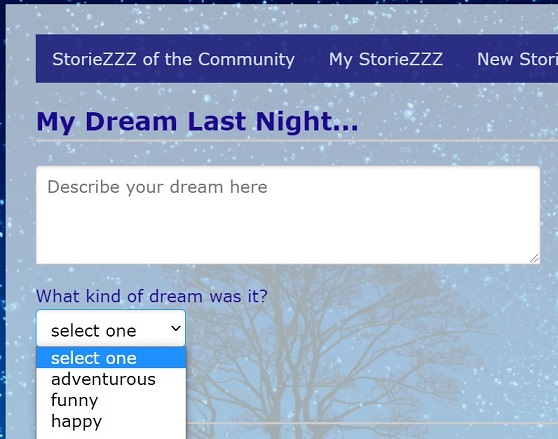 StorieZZZ of the Community My StorieZZZ New Stori
My Dream Last Night...
Describe your dream here
What kind of dream was it?
select one
select one
adventurous
funny
happy